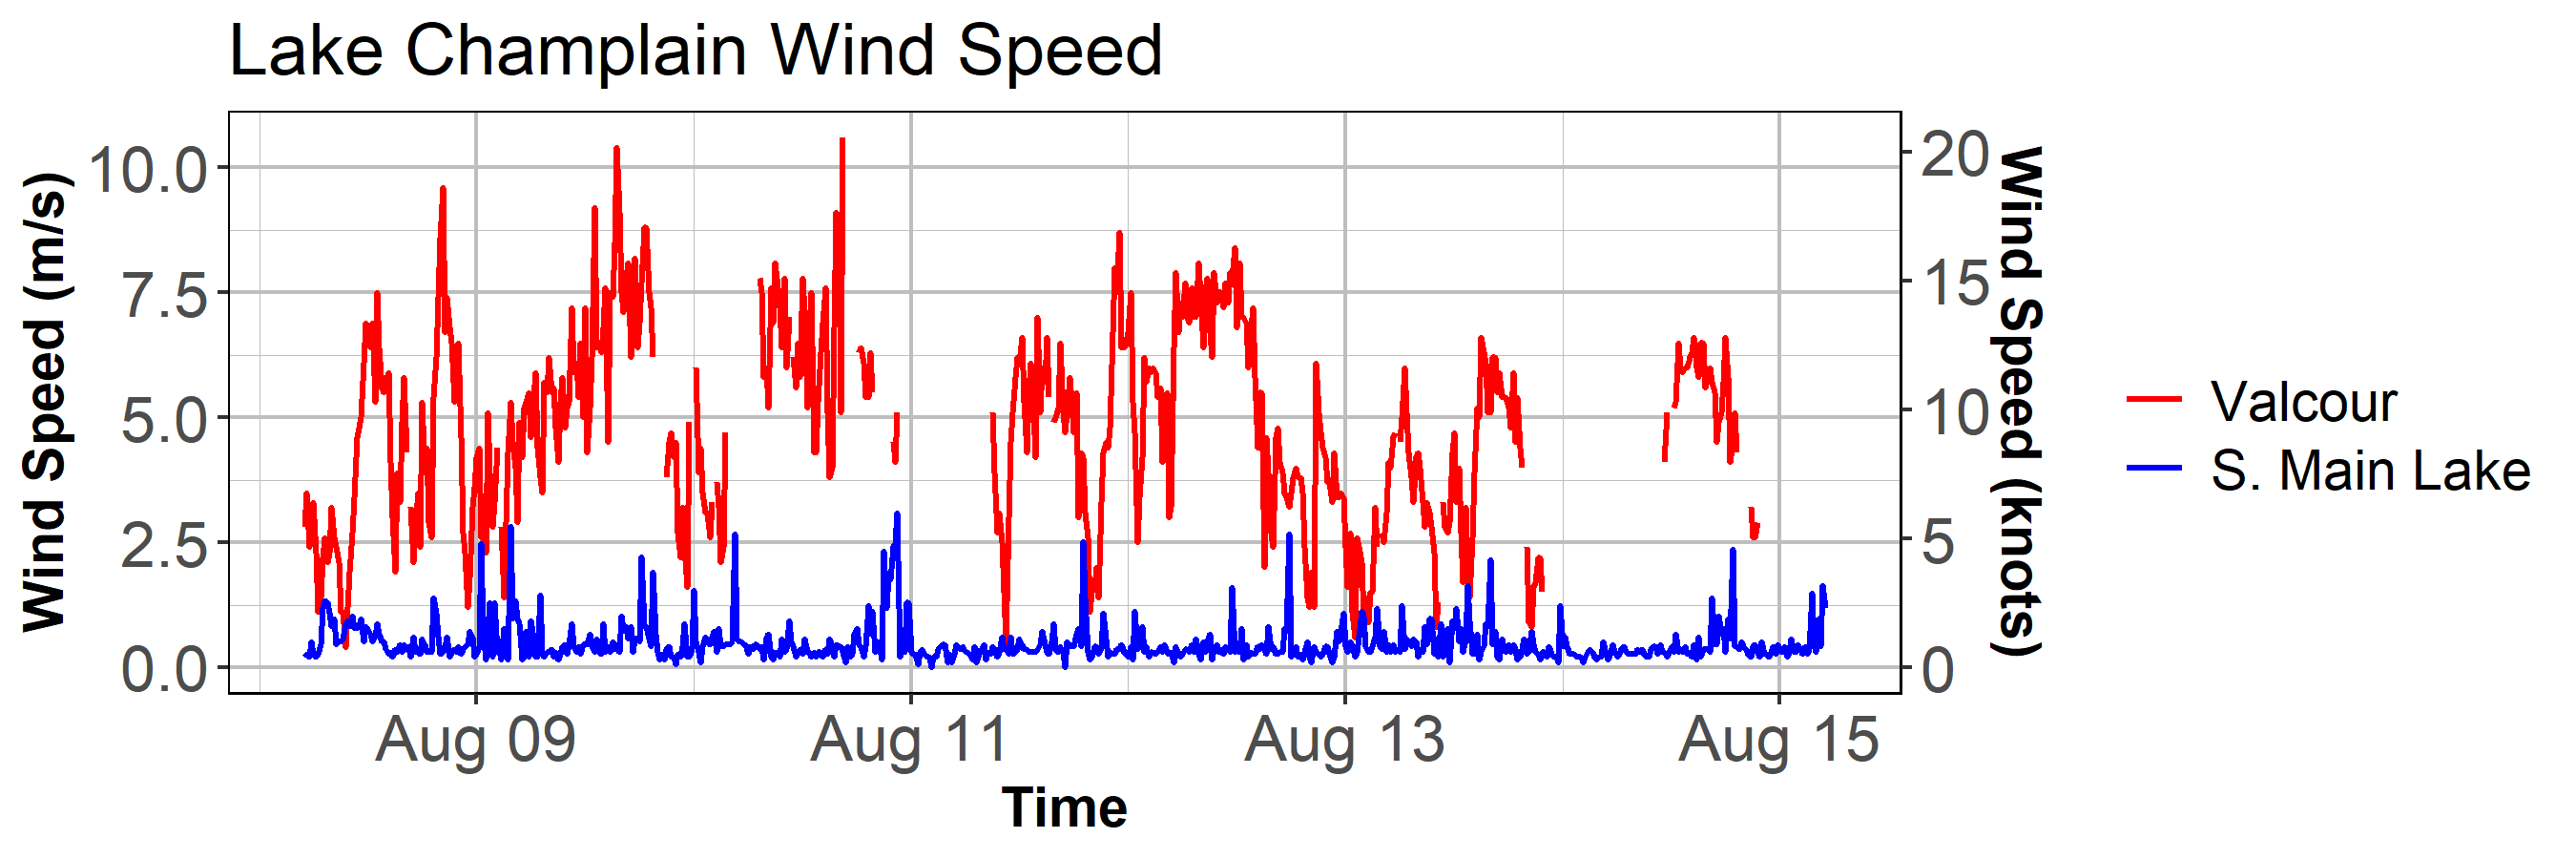 Lake Champlain Wind Speed
Wind Speed (m/s)
10.0
7.5
5.0
2.5
0.0
20
15
10
5
0
Wind Speed (knots)
Aug 09
Aug 11
Aug 13
Aug 15
Time
Valcour
S. Main Lake